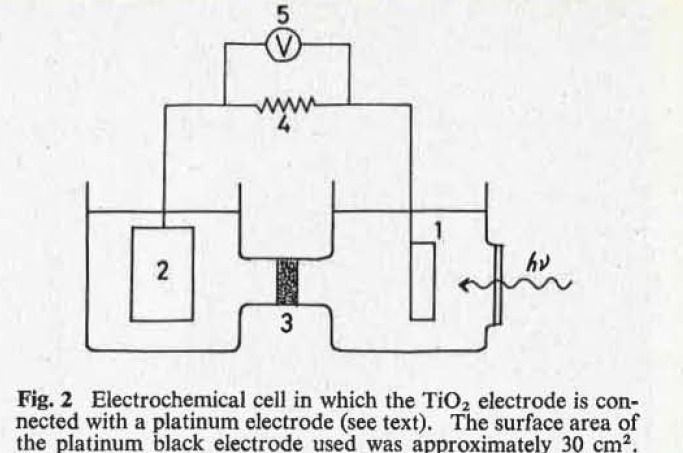 5
V
4
1
2
3
hν
Fig. 2 Electrochemical cell in which the TiO₂ electrode is con-
nected with a platinum electrode (see text). The surface area of
the platinum black electrode used was approximately 30 cm².